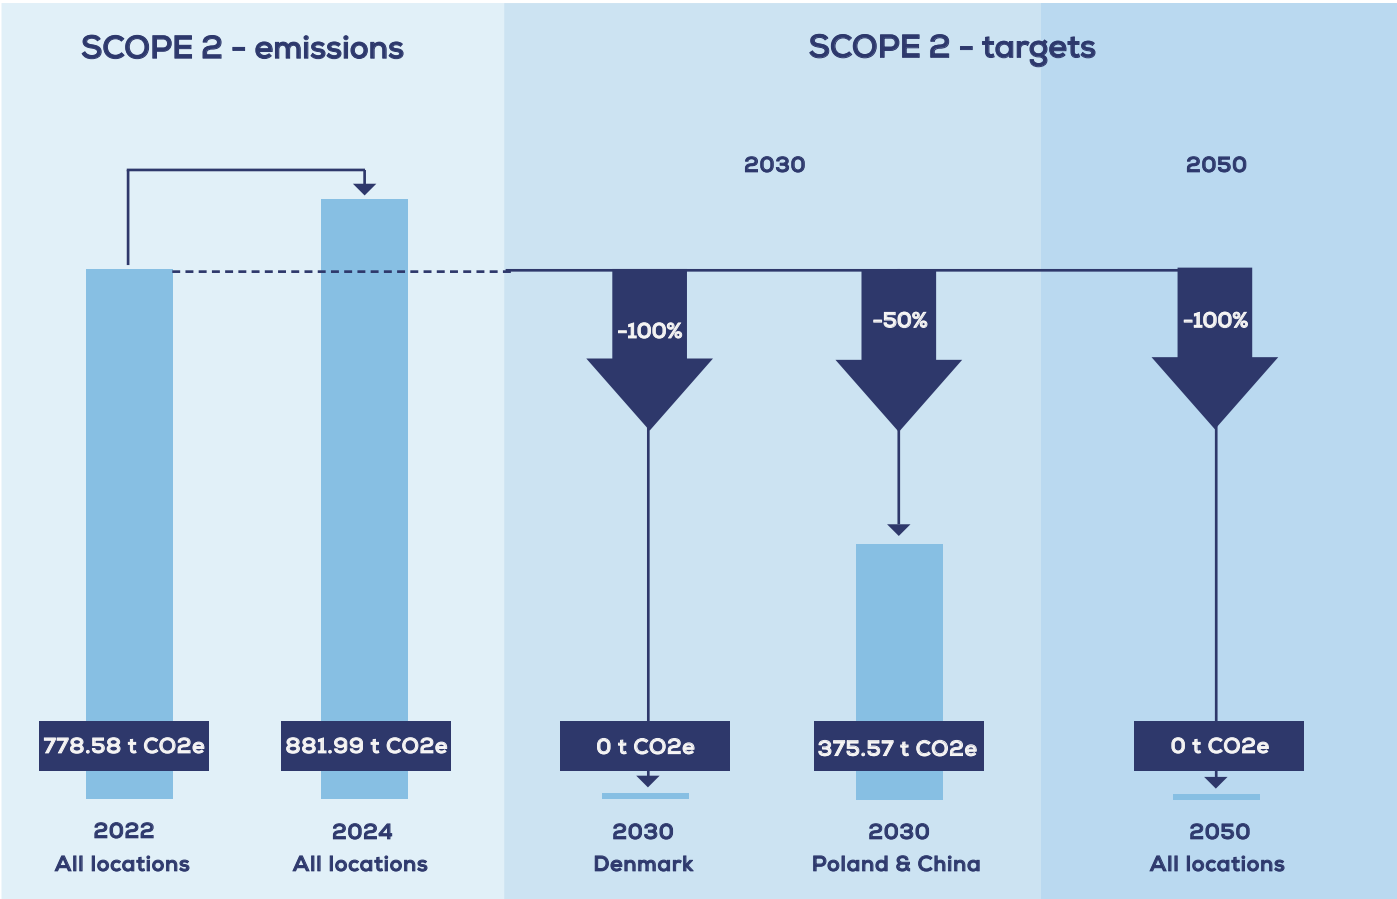 SCOPE 2 - emissions
SCOPE 2 - targets
2030
2050
-100%
-50%
-100%
778.58 t CO2e
881.99 t CO2e
0 t CO2e
375.57 t CO2e
0 t CO2e
2022
All locations
2024
All locations
2030
Denmark
2030
Poland & China
2050
All locations